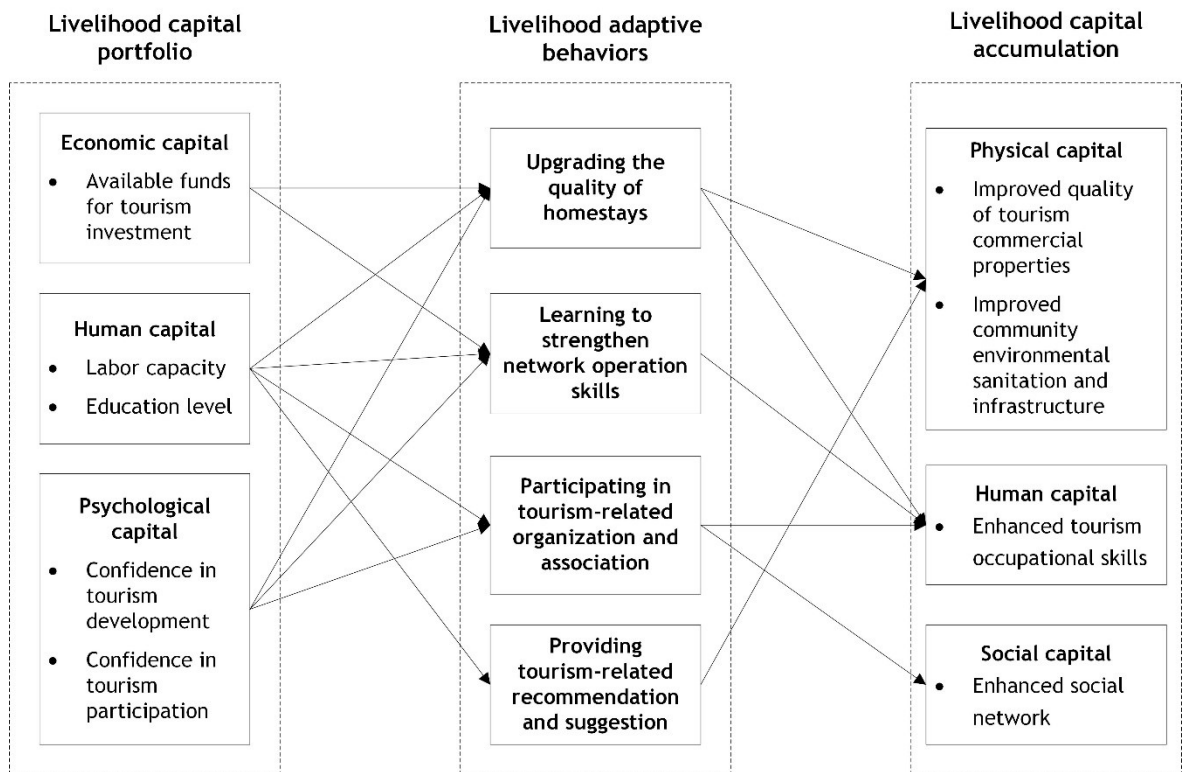 Livelihood capital
portfolio
Economic capital
• Available funds
for tourism
investment
Human capital
• Labor capacity
• Education level
Psychological
capital
• Confidence in
tourism
development
• Confidence in
tourism
participation
Livelihood adaptive
behaviors
Upgrading the
quality of
homestays
Learning to
strengthen
network operation
skills
Participating in
tourism-related
organization and
association
Providing
tourism-related
recommendation
and suggestion
Livelihood capital
accumulation
Physical capital
• Improved quality
of tourism
commercial
properties
• Improved
community
environmental
sanitation and
infrastructure
Human capital
• Enhanced tourism
occupational skills
Social capital
• Enhanced social
network